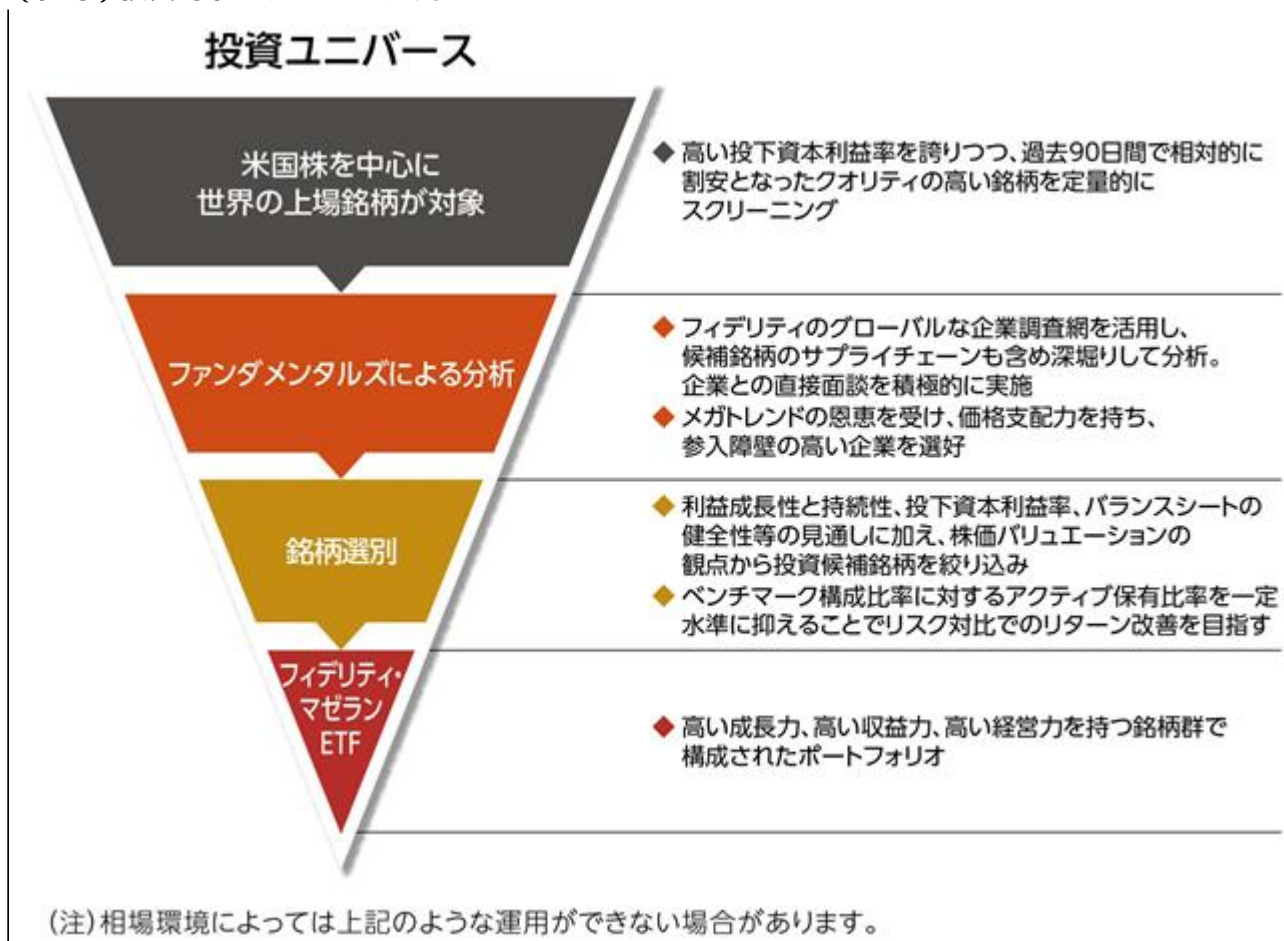 投資ユニバース
米国株を中心に
世界の上場銘柄が対象
◆ 高い投下資本利益率を誇りつつ、過去90日間で相対的に
割安となったクオリティの高い銘柄を定量的に
スクリーニング
ファンダメンタルズによる分析
◆ フィデリティのグローバルな企業調査網を活用し、
候補銘柄のサプライチェーンも含め深堀りして分析。
企業との直接面談を積極的に実施
◆ メガトレンドの恩恵を受け、価格支配力を持ち、
参入障壁の高い企業を選好
銘柄選別
◆ 利益成長性と持続性、投下資本利益率、バランスシートの
健全性等の見通しに加え、株価バリュエーションの
観点から投資候補銘柄を絞り込み
◆ ベンチマーク構成比率に対するアクティブ保有比率を一定
水準に抑えることでリスク対比でのリターン改善を目指す
フィデリティ・
マゼラン
ETF
◆ 高い成長力、高い収益力、高い経営力を持つ銘柄群で
構成されたポートフォリオ
(注)相場環境によっては上記のような運用ができない場合があります。